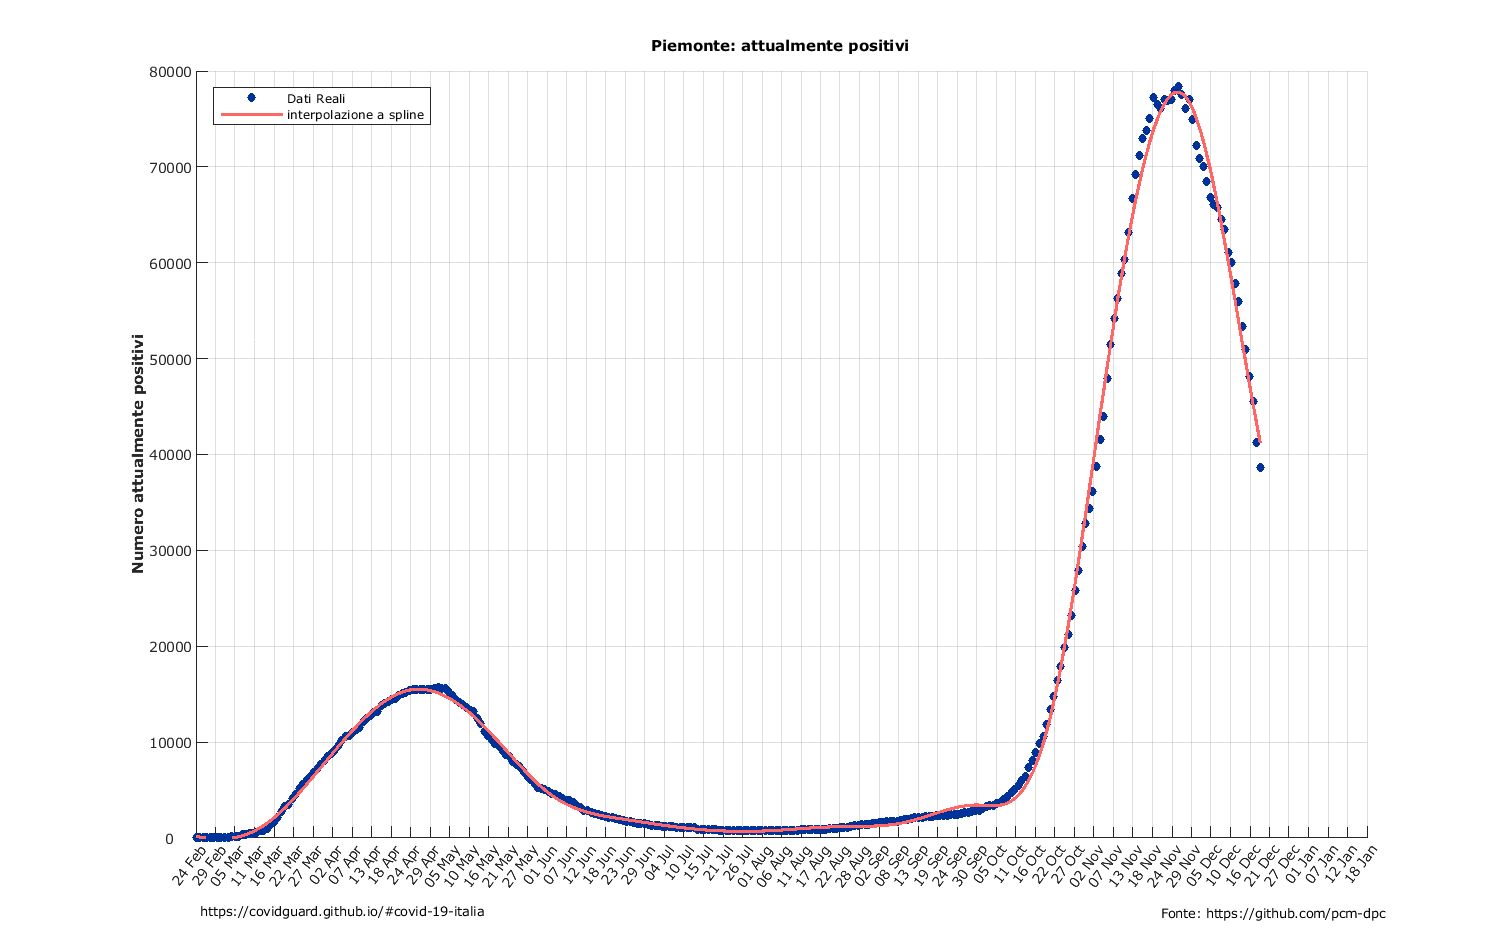 Piemonte: attualmente positivi
Dati Reali
interpolazione a spline
Numero attualmente positivi
80000
70000
60000
50000
40000
30000
20000
10000
0
24 Feb
29 Feb
05 Mar
11 Mar
16 Mar
22 Mar
27 Mar
02 Apr
07 Apr
13 Apr
18 Apr
24 Apr
29 Apr
05 May
10 May
16 May
21 May
27 May
01 Jun
07 Jun
12 Jun
18 Jun
23 Jun
29 Jun
04 Jul
10 Jul
15 Jul
21 Jul
26 Jul
01 Aug
06 Aug
11 Aug
17 Aug
22 Aug
28 Aug
02 Sep
08 Sep
13 Sep
19 Sep
24 Sep
30 Sep
05 Oct
11 Oct
16 Oct
22 Oct
27 Oct
02 Nov
07 Nov
13 Nov
18 Nov
24 Nov
29 Nov
05 Dec
10 Dec
16 Dec
21 Dec
27 Dec
01 Jan
07 Jan
12 Jan
18 Jan
https://covidguard.github.io/#covid-19-italia
Fonte: https://github.com/pcm-dpc